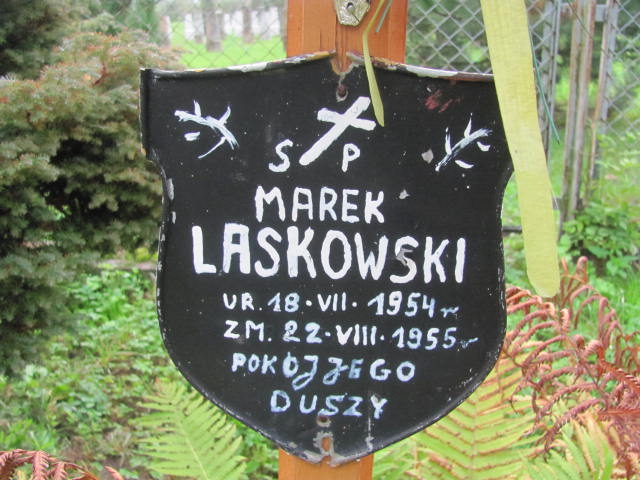 S P
MAREK
LASKOWSKI
UR. 18·VII·1954 r
ZM. 22·VIII·1955 r
POKÓJ JEGO
DUSZY